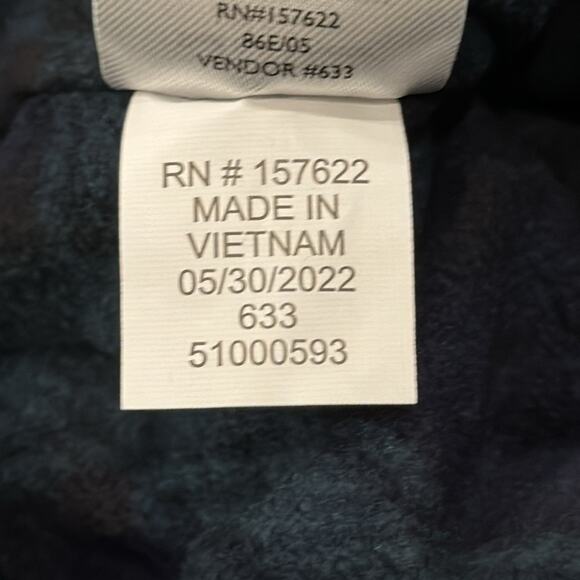 RN#157622
86E/05
VENDOR #633
RN # 157622
MADE IN
VIETNAM
05/30/2022
633
51000593